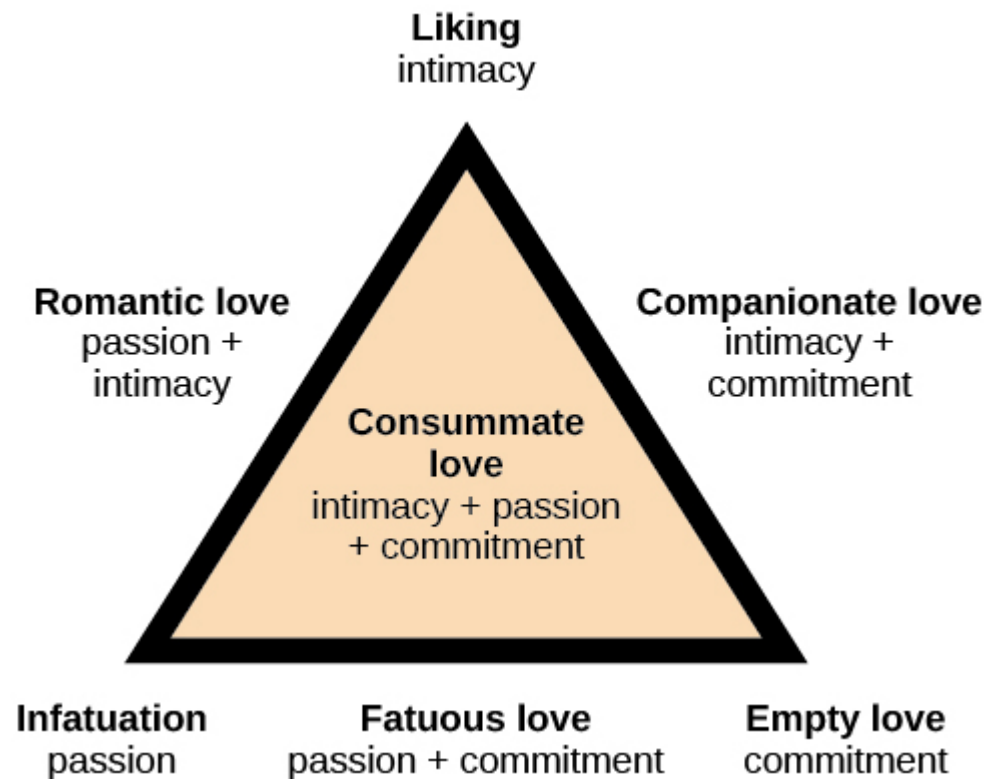 Liking
intimacy
Romantic love
passion +
intimacy
Companionate love
intimacy +
commitment
Consummate
love
intimacy + passion
+ commitment
Infatuation
passion
Fatuous love
passion + commitment
Empty love
commitment